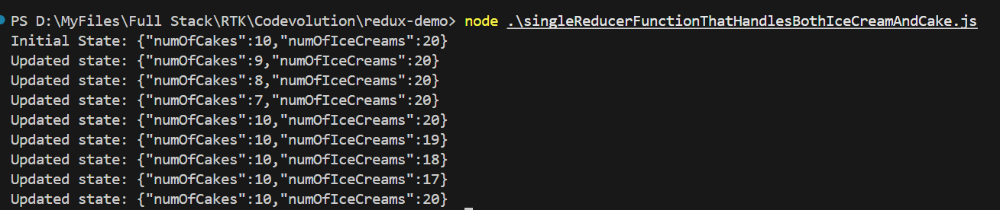 PS D:\MyFiles\Full Stack\RTK\Codevolution\redux-demo> node .\singleReducerFunctionThatHandlesBothIceCreamAndCake.js
Initial State: {"numOfCakes":10,"numOfIceCreams":20}
Updated state: {"numOfCakes":9,"numOfIceCreams":20}
Updated state: {"numOfCakes":8,"numOfIceCreams":20}
Updated state: {"numOfCakes":7,"numOfIceCreams":20}
Updated state: {"numOfCakes":10,"numOfIceCreams":20}
Updated state: {"numOfCakes":10,"numOfIceCreams":19}
Updated state: {"numOfCakes":10,"numOfIceCreams":18}
Updated state: {"numOfCakes":10,"numOfIceCreams":17}
Updated state: {"numOfCakes":10,"numOfIceCreams":20}